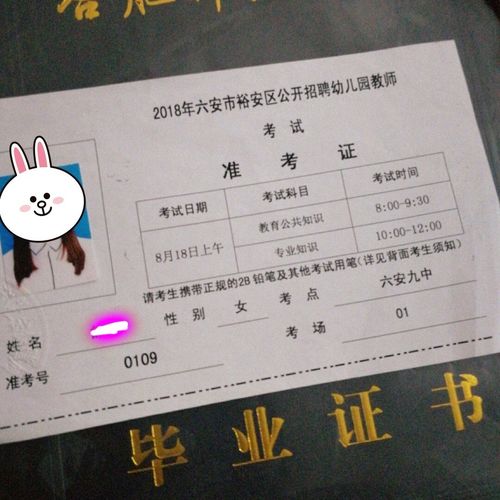 2018年六安市裕安区公开招聘幼儿园教师
考试
准考证
考试日期 考试科目 考试时间
8月18日上午 教育公共知识 8:00-9:30
专业知识 10:00-12:00
请考生携带正规的2B铅笔及其他考试用笔(详见背面考生须知)
姓名 性别 女 考点 六安九中
准考号 0109 考场 01
毕业证书